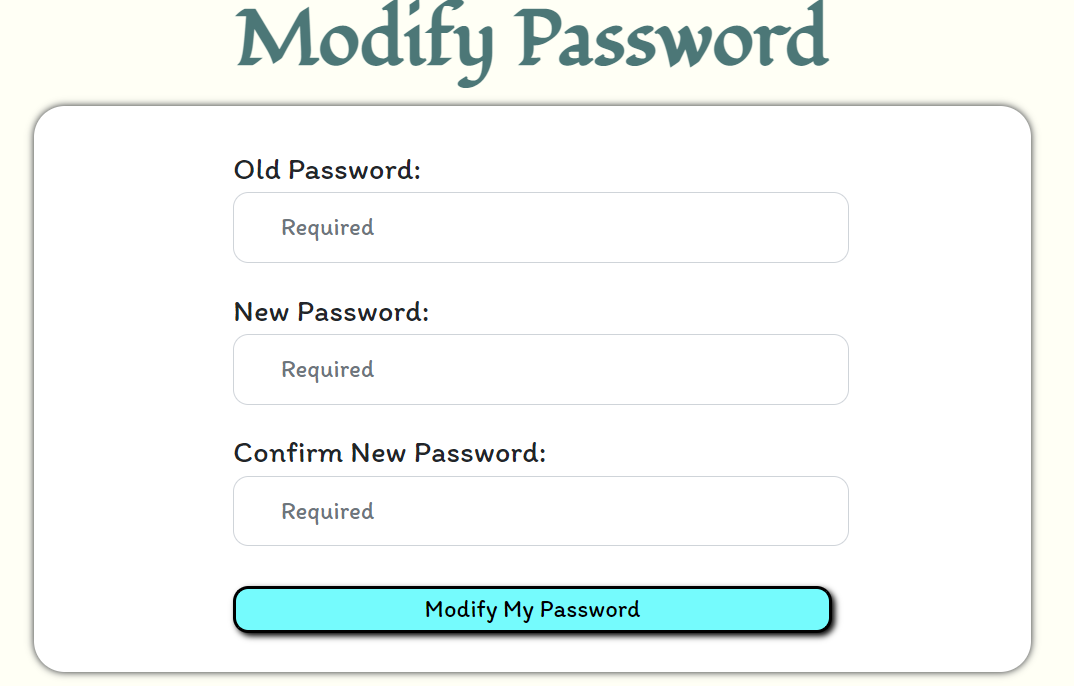 Modify Password
Old Password:
Required
New Password:
Required
Confirm New Password:
Required
Modify My Password